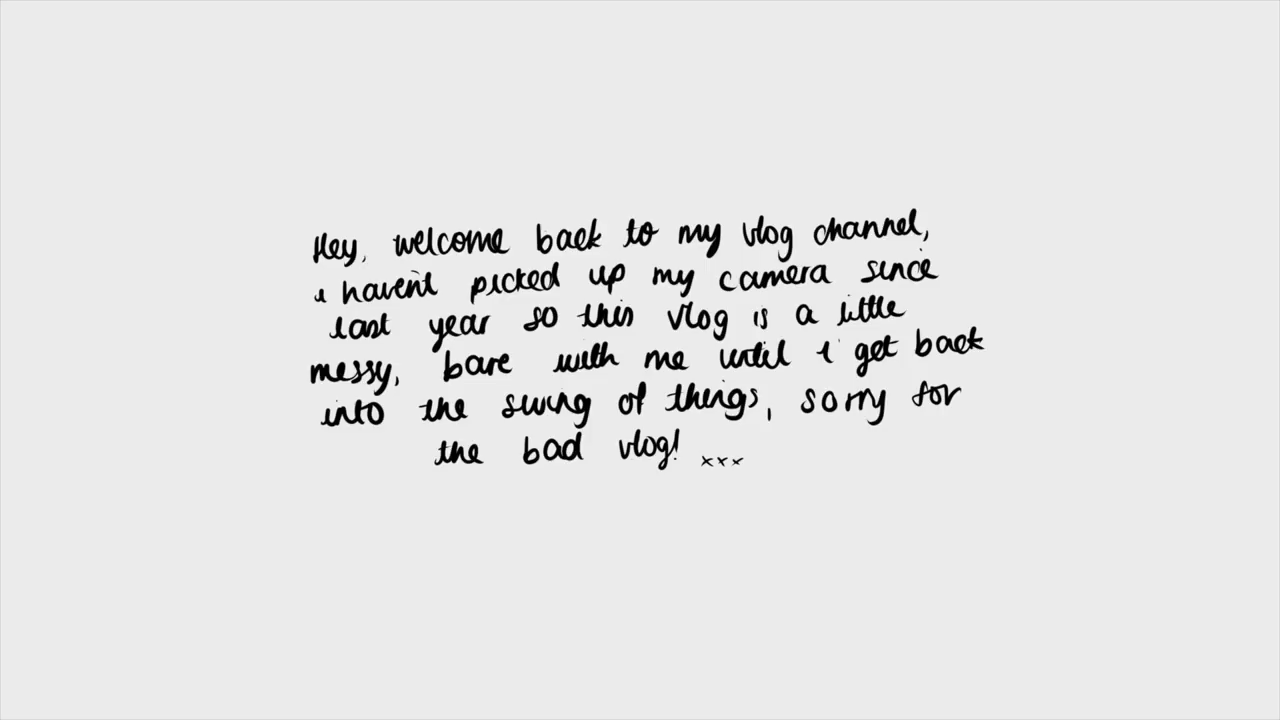 Hey, welcome back to my vlog channel,
i haven't picked up my camera since
last year so this vlog is a little
messy, bare with me until i get back
into the swing of things, sorry for
the bad vlog! xxx